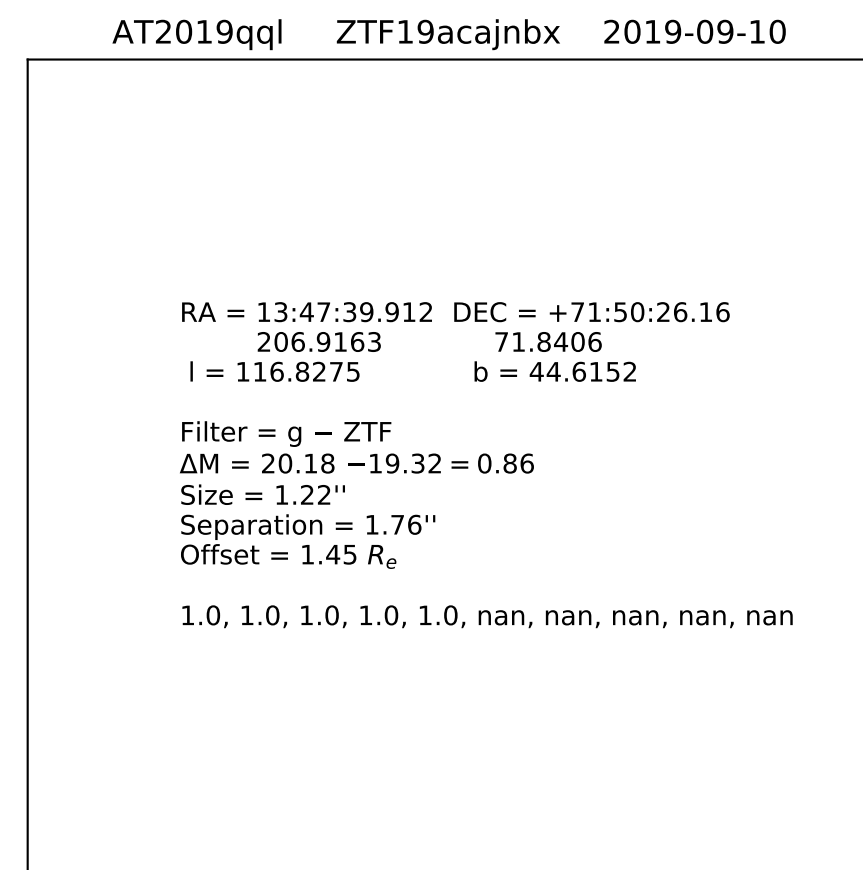 AT2019qql ZTF19acajnbx 2019-09-10
RA = 13:47:39.912 DEC = +71:50:26.16
206.9163 71.8406
l = 116.8275 b = 44.6152
Filter = g − ZTF
ΔM = 20.18 −19.32 = 0.86
Size = 1.22''
Separation = 1.76''
Offset = 1.45 Re
1.0, 1.0, 1.0, 1.0, 1.0, nan, nan, nan, nan, nan